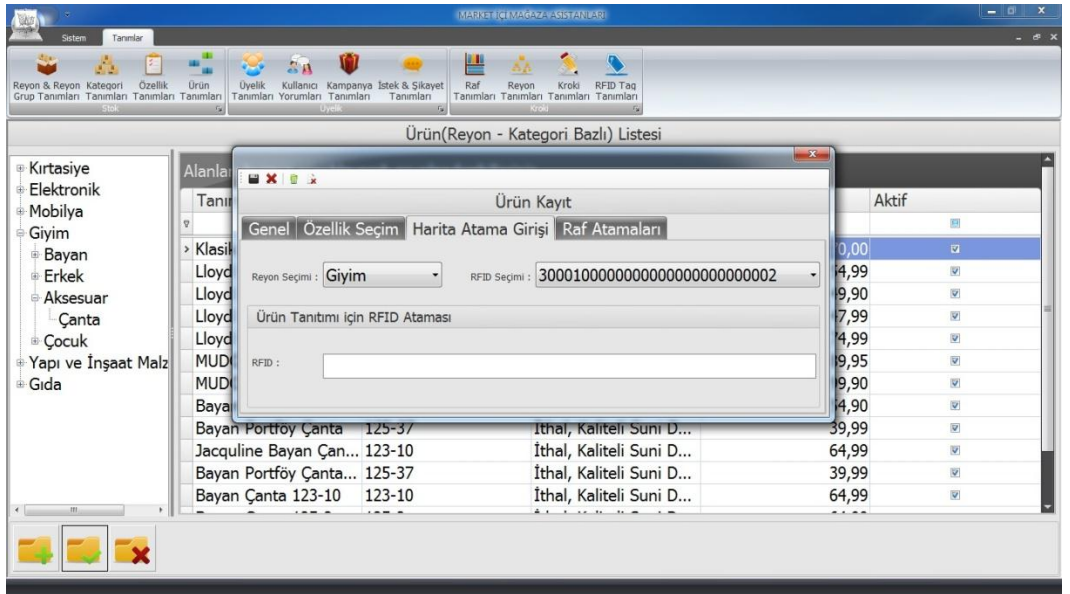 MARKET İÇİ MAĞAZA ASİSTANLARI
Sistem Tanımlar
Reyon & Reyon Grup Tanımları Kategori Tanımları Özellik Tanımları Ürün Tanımları Üyelik Tanımları Kullanıcı Yorumları Kampanya Tanımları İstek & Şikayet Tanımları Raf Tanımları Reyon Tanımları Kroki Tanımları RFID Tag Tanımları
Stok Üyelik Kroki
Ürün(Reyon - Kategori Bazlı) Listesi
Kırtasiye
Elektronik
Mobilya
Giyim
Bayan
Erkek
Aksesuar
Çanta
Çocuk
Yapı ve İnşaat Malz
Gıda
Alanlar
Tanım Aktif
Ürün Kayıt
Genel Özellik Seçim Harita Atama Girişi Raf Atamaları
Reyon Seçimi : Giyim RFID Seçimi : 300010000000000000000000000002
Ürün Tanıtımı için RFID Ataması
RFID :
Klasik 0,00
Lloyd 4,99
Lloyd 9,90
Lloyd 7,99
Lloyd 4,99
MUDO 9,95
MUDO 9,90
Bayan 4,90
Bayan Portföy Çanta 125-37 İthal, Kaliteli Suni D... 39,99
Jacquline Bayan Çan... 123-10 İthal, Kaliteli Suni D... 64,99
Bayan Portföy Çanta... 125-37 İthal, Kaliteli Suni D... 39,99
Bayan Çanta 123-10 123-10 İthal, Kaliteli Suni D... 64,99